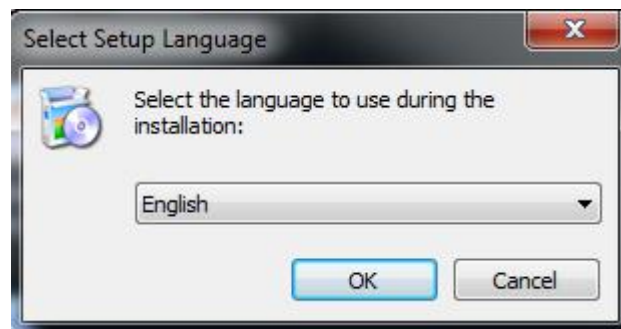 Select Setup Language
Select the language to use during the
installation:
English
OK
Cancel